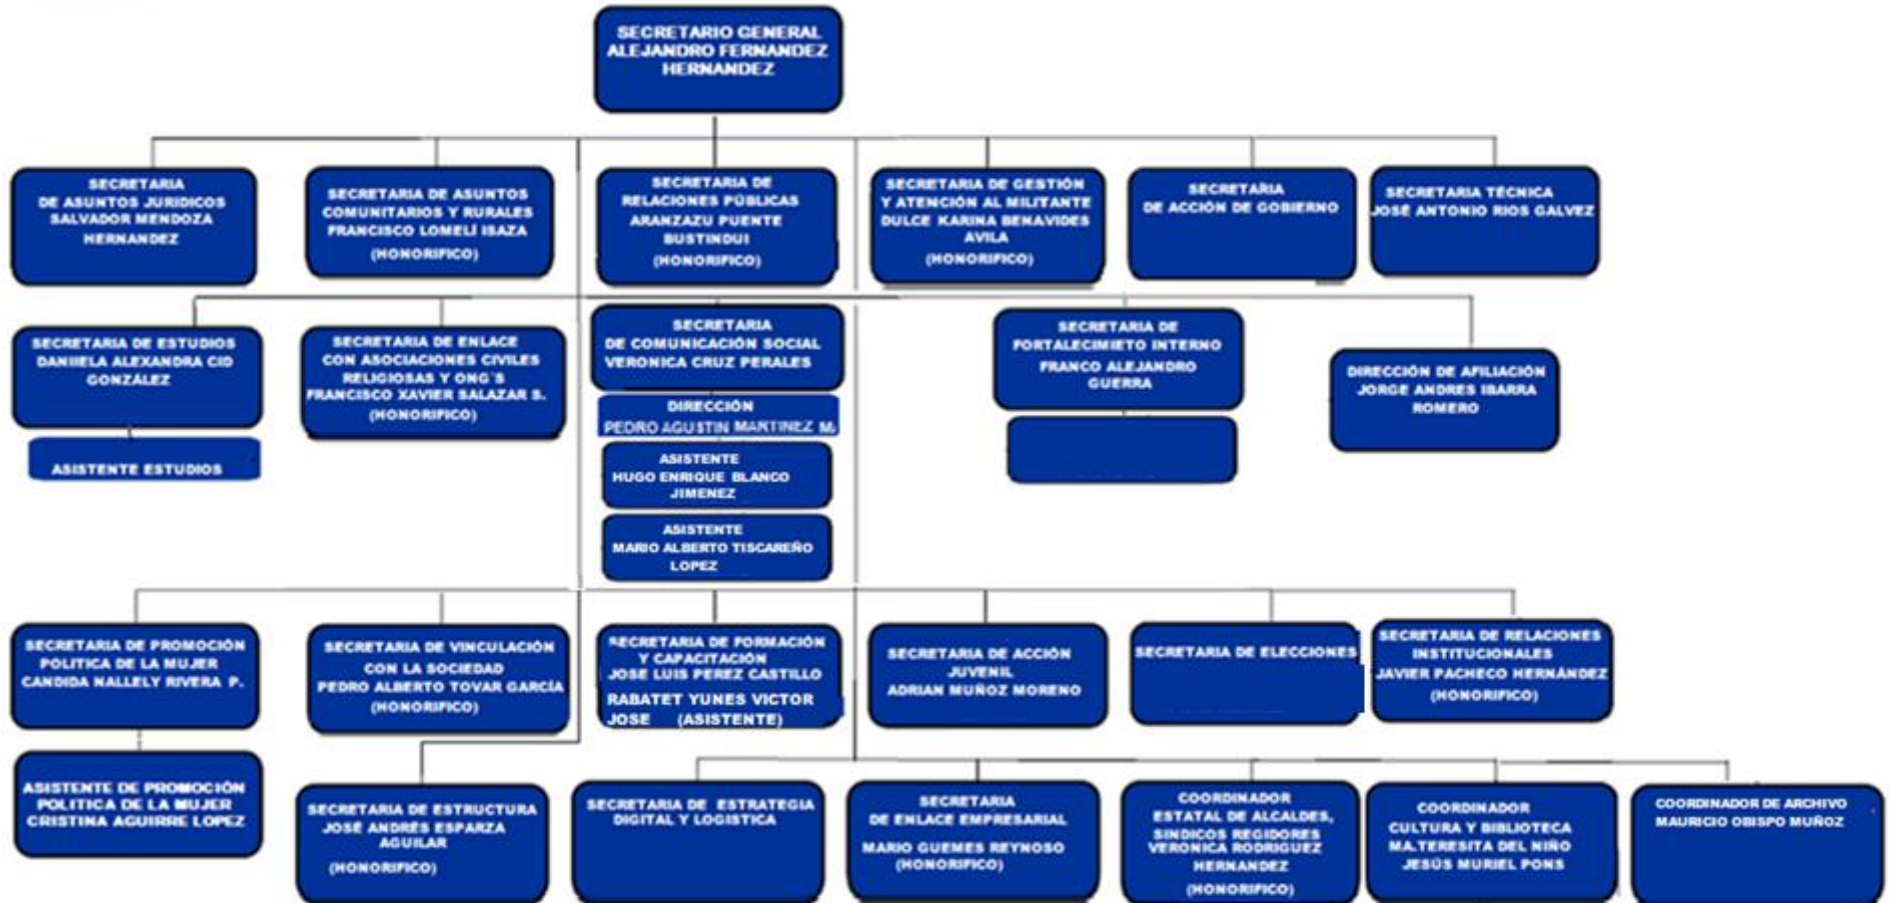 SECRETARIO GENERAL
ALEJANDRO FERNANDEZ
HERNANDEZ
SECRETARIA
DE ASUNTOS JURIDICOS
SALVADOR MENDOZA
HERNANDEZ
SECRETARIA DE ASUNTOS
COMUNITARIOS Y RURALES
FRANCISCO LOMELÍ ISAZA
(HONORIFICO)
SECRETARIA DE
RELACIONES PÚBLICAS
ARANZAZU PUENTE
BUSTINDUI
(HONORIFICO)
SECRETARIA DE GESTIÓN
Y ATENCIÓN AL MILITANTE
DULCE KARINA BENAVIDES
AVILA
(HONORIFICO)
SECRETARIA
DE ACCIÓN DE GOBIERNO
SECRETARIA TÉCNICA
JOSÉ ANTONIO RIOS GALVEZ
SECRETARIA DE ESTUDIOS
DANIIELA ALEXANDRA CID
GONZÁLEZ
ASISTENTE ESTUDIOS
SECRETARIA DE ENLACE
CON ASOCIACIONES CIVILES
RELIGIOSAS Y ONG´S
FRANCISCO XAVIER SALAZAR S.
(HONORIFICO)
SECRETARIA
DE COMUNICACIÓN SOCIAL
VERONICA CRUZ PERALES
DIRECCIÓN
PEDRO AGUSTIN MARTINEZ M
ASISTENTE
HUGO ENRIQUE BLANCO
JIMENEZ
ASISTENTE
MARIO ALBERTO TISCAREÑO
LOPEZ
SECRETARIA DE
FORTALECIMIETO INTERNO
FRANCO ALEJANDRO
GUERRA
DIRECCIÓN DE AFILIACIÓN
JORGE ANDRES IBARRA
ROMERO
SECRETARIA DE PROMOCIÓN
POLITICA DE LA MUJER
CANDIDA NALLELY RIVERA P.
ASISTENTE DE PROMOCIÓN
POLITICA DE LA MUJER
CRISTINA AGUIRRE LOPEZ
SECRETARIA DE VINCULACIÓN
CON LA SOCIEDAD
PEDRO ALBERTO TOVAR GARCÍA
(HONORIFICO)
SECRETARIA DE FORMACIÓN
Y CAPACITACIÓN
JOSE LUIS PEREZ CASTILLO
RABATET YUNES VICTOR
JOSE (ASISTENTE)
SECRETARIA DE ACCIÓN
JUVENIL
ADRIAN MUÑOZ MORENO
SECRETARIA DE ELECCIONES
SECRETARIA DE RELACIONES
INSTITUCIONALES
JAVIER PACHECO HERNÁNDEZ
(HONORIFICO)
SECRETARIA DE ESTRUCTURA
JOSÉ ANDRÉS ESPARZA
AGUILAR
(HONORIFICO)
SECRETARIA DE ESTRATEGIA
DIGITAL Y LOGISTICA
SECRETARIA
DE ENLACE EMPRESARIAL
MARIO GUEMES REYNOSO
(HONORIFICO)
COORDINADOR
ESTATAL DE ALCALDES,
SINDICOS REGIDORES
VERONICA RODRIGUEZ
HERNANDEZ
(HONORIFICO)
COORDINADOR
CULTURA Y BIBLIOTECA
MA.TERESITA DEL NIÑO
JESÚS MURIEL PONS
COORDINADOR DE ARCHIVO
MAURICIO OBISPO MUÑOZ